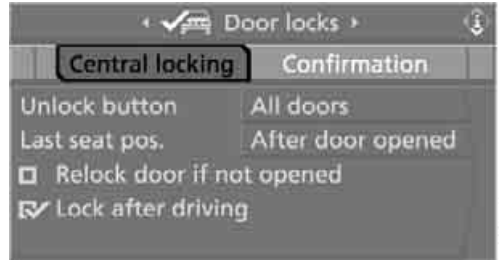 Door locks
Central locking Confirmation
Unlock button All doors
Last seat pos. After door opened
Relock door if not opened
Lock after driving